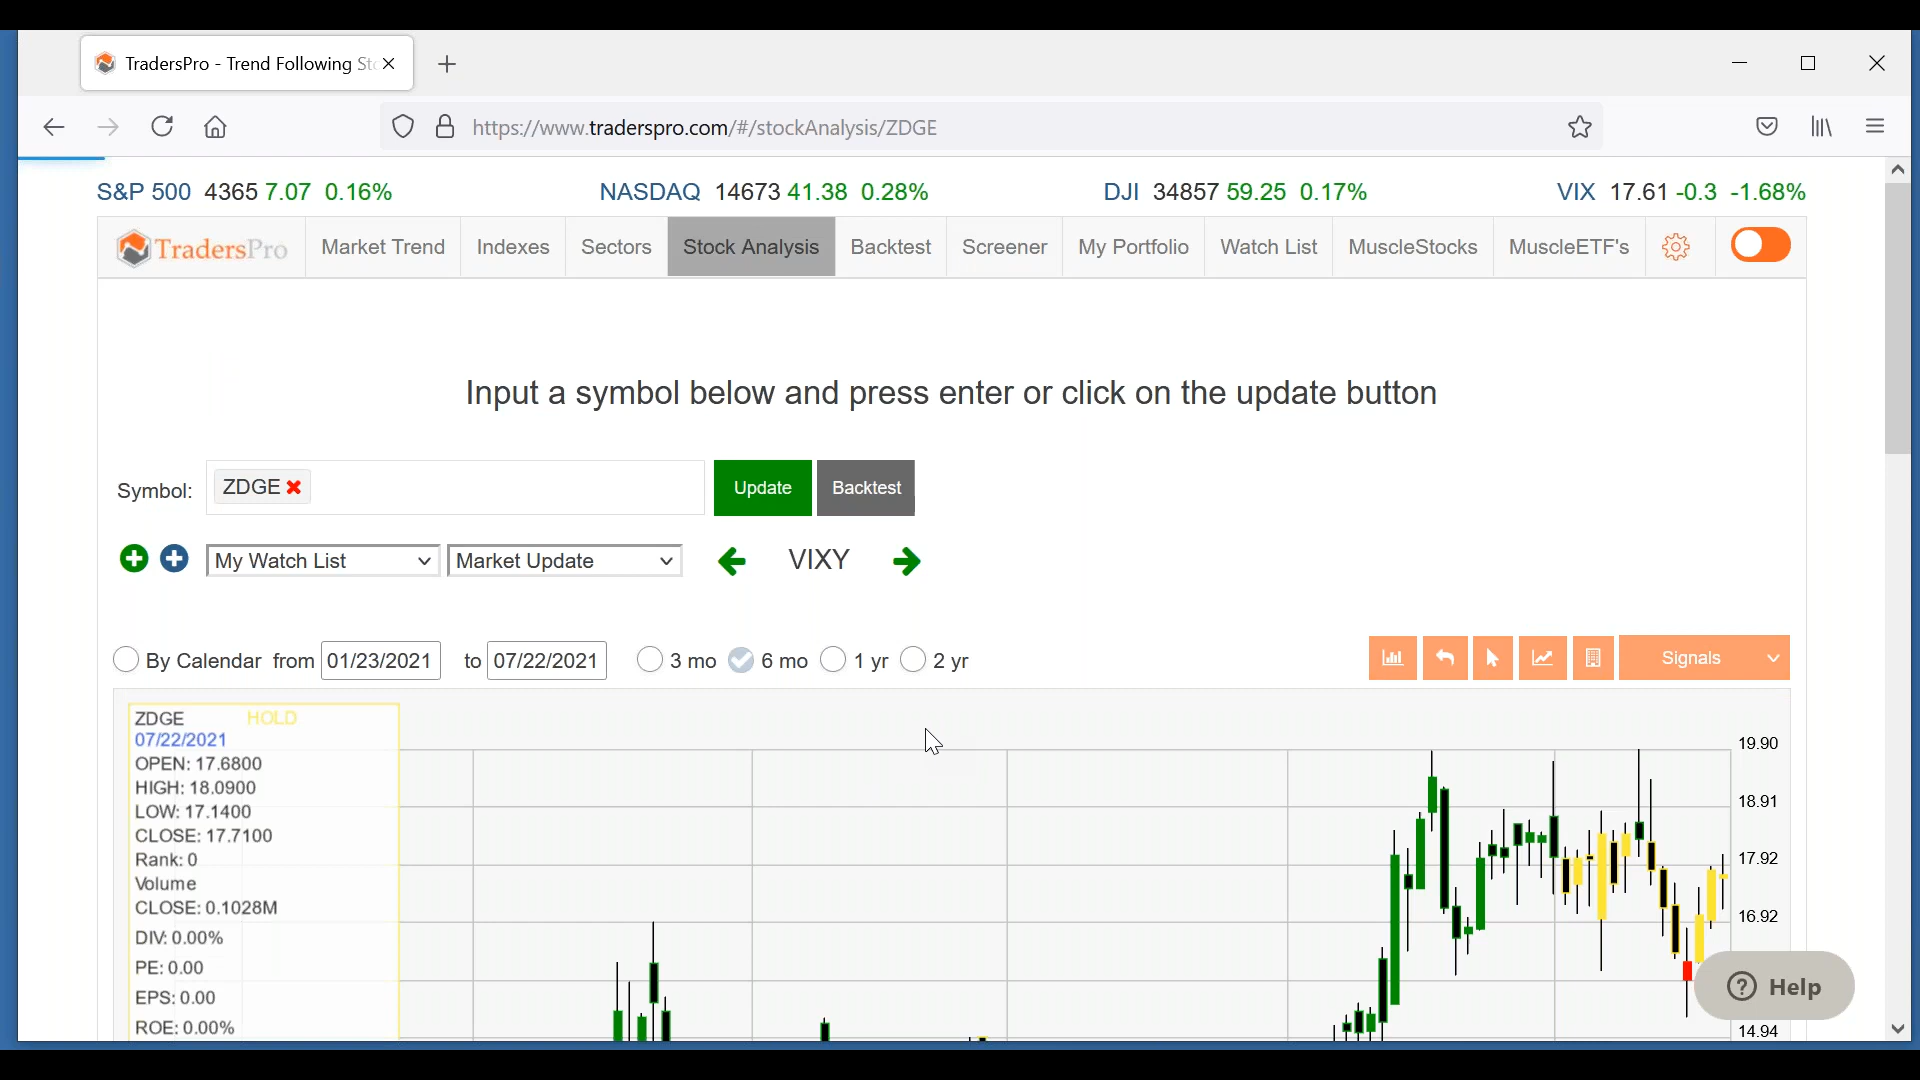 TradersPro - Trend Following Sto
https://www.traderspro.com/#/stockAnalysis/ZDGE
S&P 500 4365 7.07 0.16% NASDAQ 14673 41.38 0.28% DJI 34857 59.25 0.17% VIX 17.61 -0.3 -1.68%
TradersPro Market Trend Indexes Sectors Stock Analysis Backtest Screener My Portfolio Watch List MuscleStocks MuscleETF's
Input a symbol below and press enter or click on the update button
Symbol: ZDGE Update Backtest
My Watch List Market Update VIXY
By Calendar from 01/23/2021 to 07/22/2021 3 mo 6 mo 1 yr 2 yr Signals
ZDGE HOLD
07/22/2021
OPEN: 17.6800
HIGH: 18.0900
LOW: 17.1400
CLOSE: 17.7100
Rank: 0
Volume
CLOSE: 0.1028M
DIV: 0.00%
PE: 0.00
EPS: 0.00
ROE: 0.00%
19.90
18.91
17.92
16.92
14.94
Help